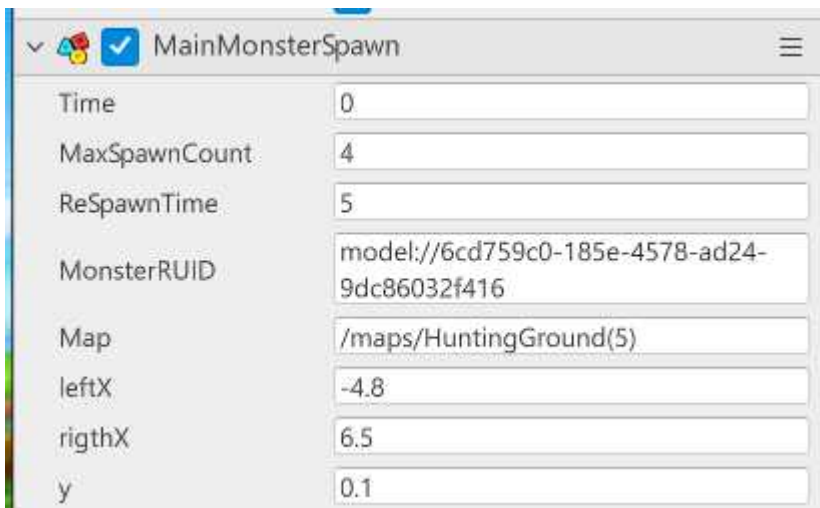 MainMonsterSpawn
Time 0
MaxSpawnCount 4
ReSpawnTime 5
MonsterRUID model://6cd759c0-185e-4578-ad24-
9dc86032f416
Map /maps/HuntingGround(5)
leftX -4.8
rigthX 6.5
y 0.1